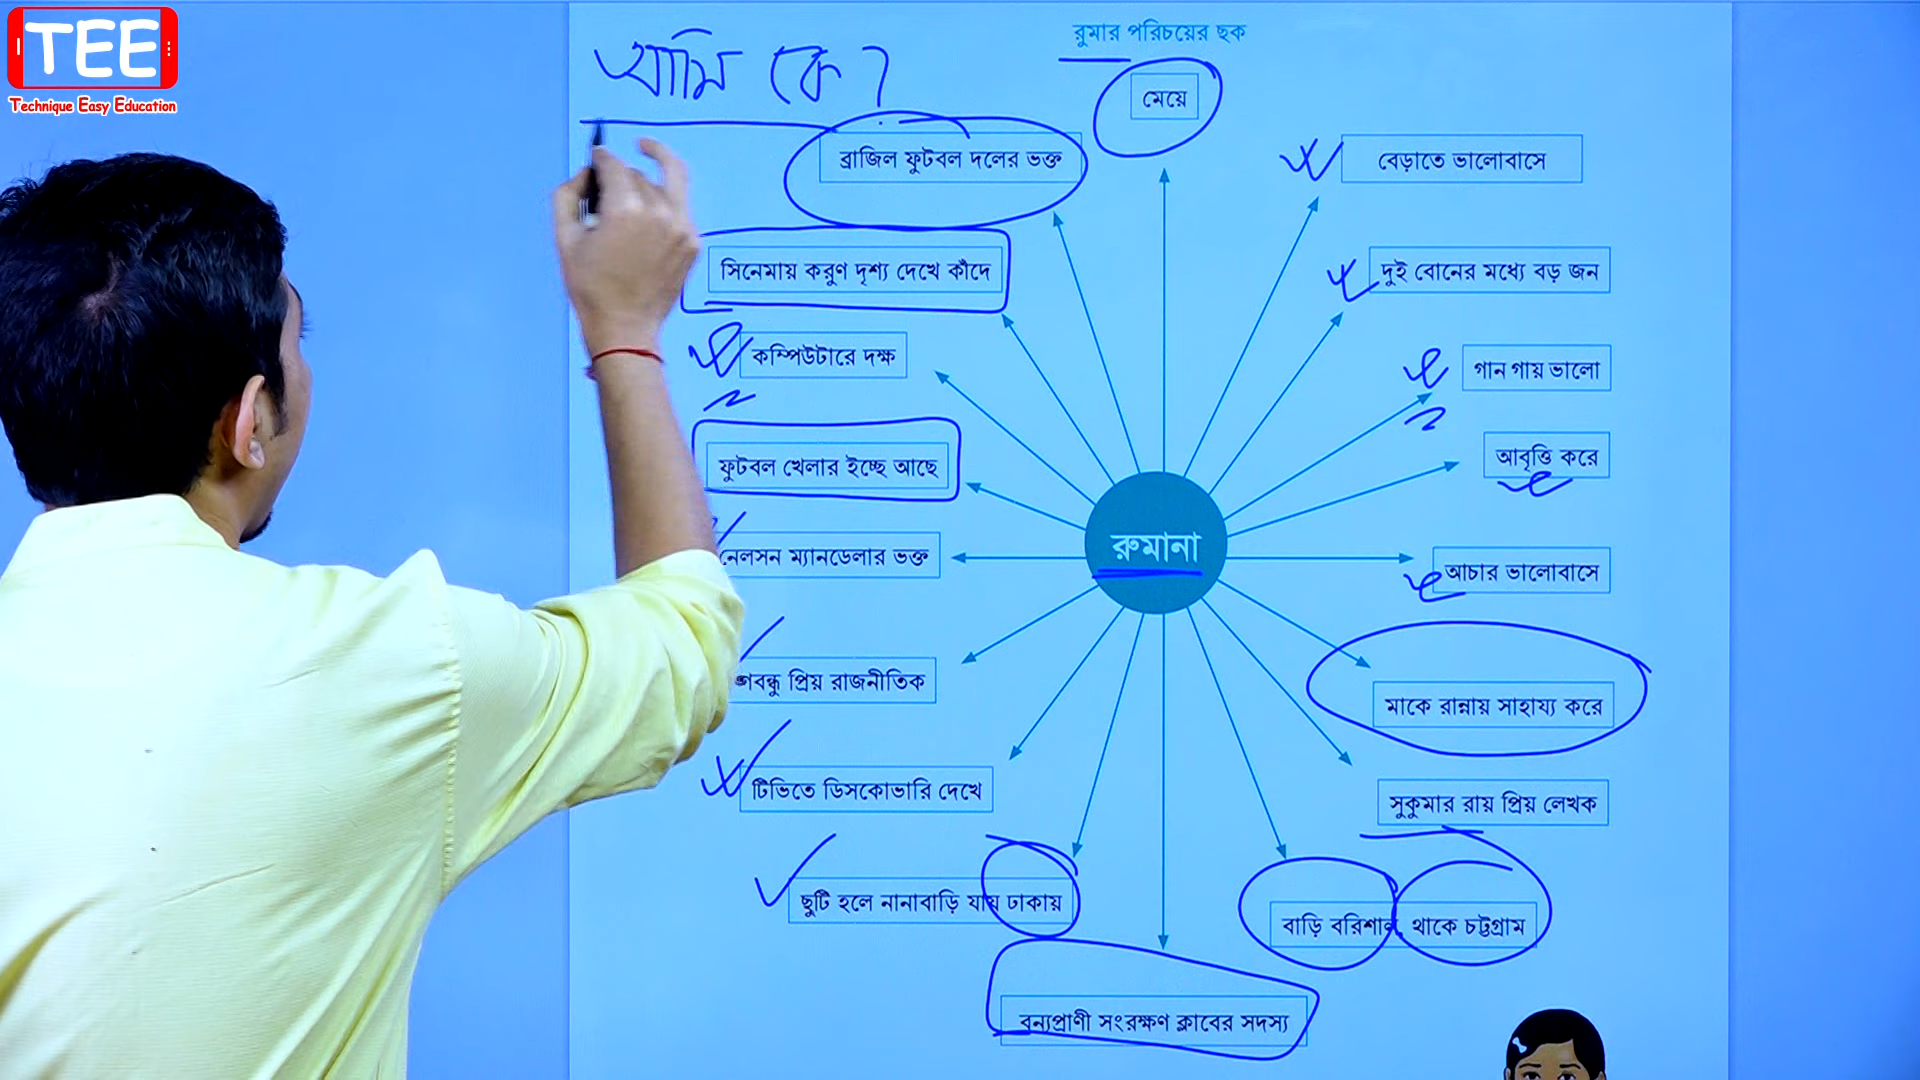 TEE
Technique Easy Education
রুমার পরিচয়ের ছক
আমি কে?
মেয়ে
ব্রাজিল ফুটবল দলের ভক্ত
বেড়াতে ভালোবাসে
সিনেমায় করুণ দৃশ্য দেখে কাঁদে
দুই বোনের মধ্যে বড় জন
কম্পিউটারে দক্ষ
গান গায় ভালো
ফুটবল খেলার ইচ্ছে আছে
আবৃত্তি করে
রুমানা
নেলসন ম্যানডেলার ভক্ত
আচার ভালোবাসে
প্রিয় রাজনীতিক
মাকে রান্নায় সাহায্য করে
টিভিতে ডিসকোভারি দেখে
সুকুমার রায় প্রিয় লেখক
ছুটি হলে নানাবাড়ি যায় ঢাকায়
বাড়ি বরিশাল, থাকে চট্টগ্রাম
বন্যপ্রাণী সংরক্ষণ ক্লাবের সদস্য